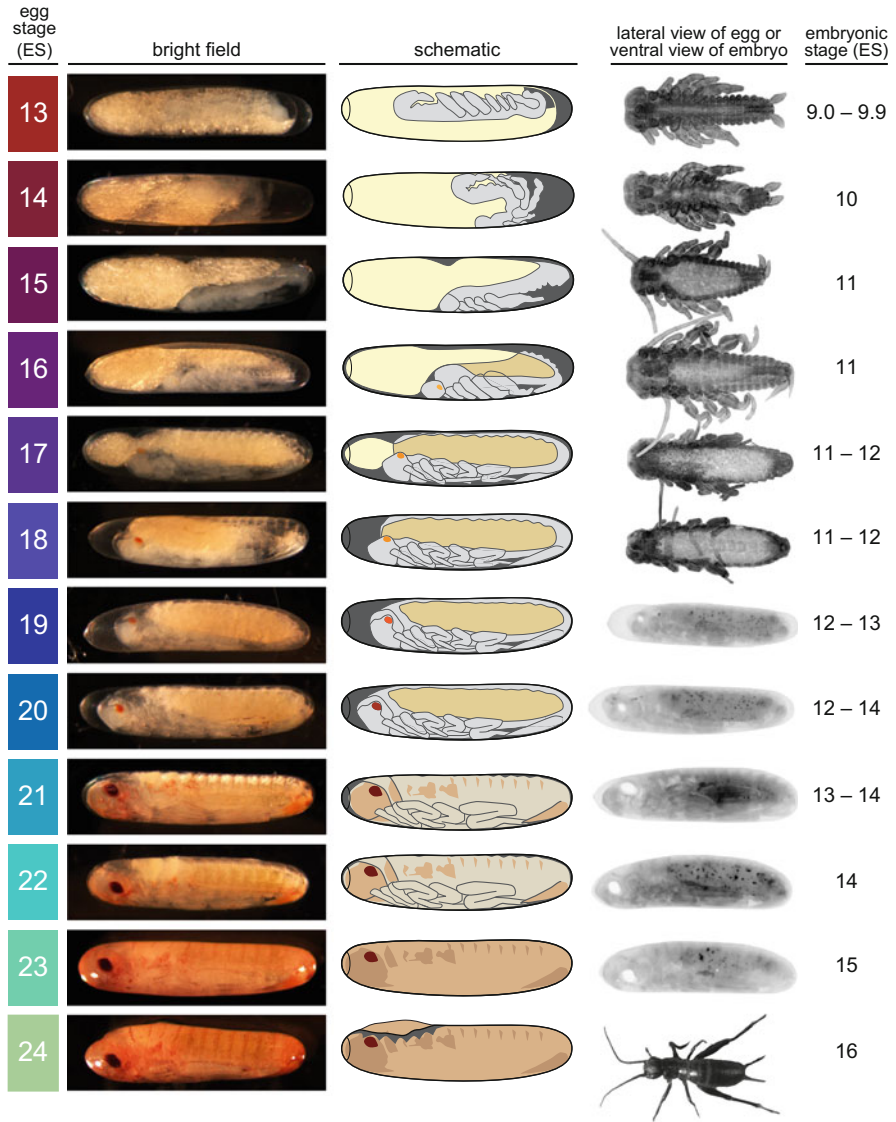 egg
stage
(ES)
bright field
schematic
lateral view of egg or
ventral view of embryo
embryonic
stage (ES)
13
9.0 – 9.9
14
10
15
11
16
11
17
11 – 12
18
11 – 12
19
12 – 13
20
12 – 14
21
13 – 14
22
14
23
15
24
16